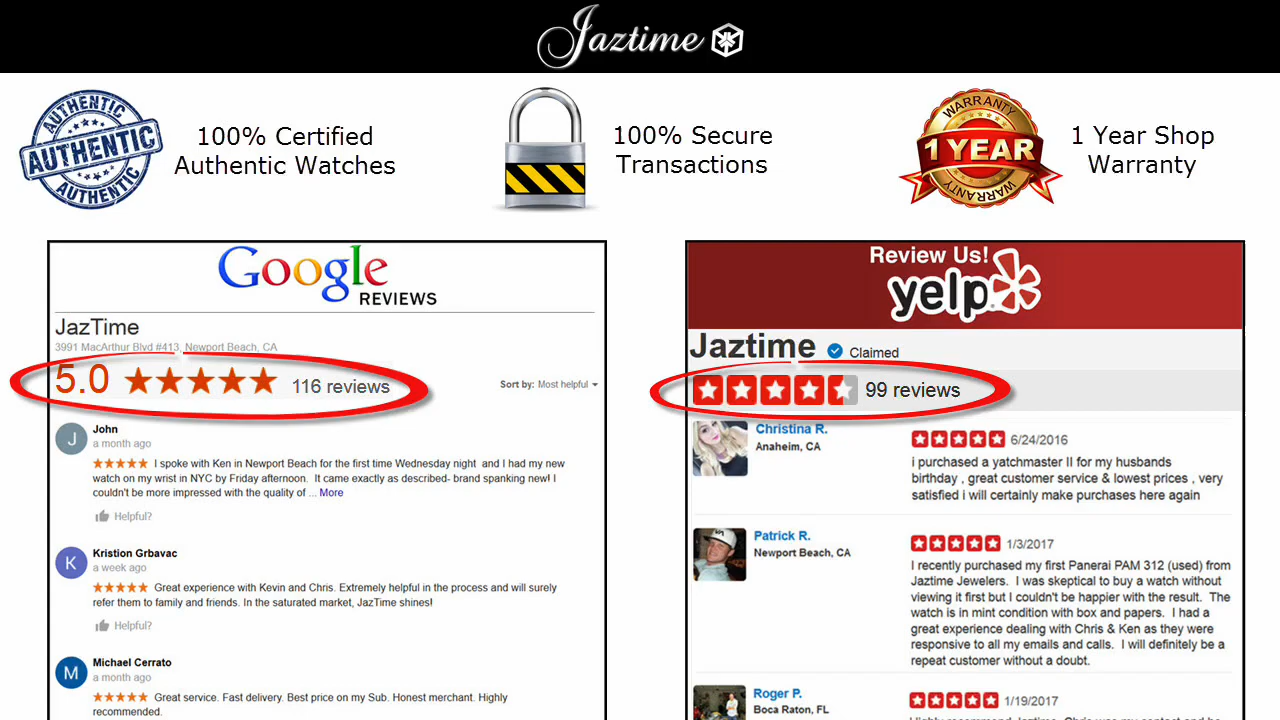 Jaztime
AUTHENTIC
AUTHENTIC
AUTHENTIC
100% Certified
Authentic Watches
100% Secure
Transactions
WARRANTY
1 YEAR
WARRANTY
1 Year Shop
Warranty
Google
REVIEWS
JazTime
3991 MacArthur Blvd #413, Newport Beach, CA
5.0 116 reviews
Sort by: Most helpful
J
John
a month ago
I spoke with Ken in Newport Beach for the first time Wednesday night and I had my new
watch on my wrist in NYC by Friday afternoon. It came exactly as described- brand spanking new! I
couldn't be more impressed with the quality of ... More
Helpful?
K
Kristion Grbavac
a week ago
Great experience with Kevin and Chris. Extremely helpful in the process and will surely
refer them to family and friends. In the saturated market, JazTime shines!
Helpful?
M
Michael Cerrato
a month ago
Great service. Fast delivery. Best price on my Sub. Honest merchant. Highly
recommended.
Review Us!
yelp
Jaztime Claimed
99 reviews
Christina R.
Anaheim, CA
6/24/2016
i purchased a yatchmaster II for my husbands
birthday , great customer service & lowest prices , very
satisfied i will certainly make purchases here again
Patrick R.
Newport Beach, CA
1/3/2017
I recently purchased my first Panerai PAM 312 (used) from
Jaztime Jewelers. I was skeptical to buy a watch without
viewing it first but I couldn't be happier with the result. The
watch is in mint condition with box and papers. I had a
great experience dealing with Chris & Ken as they were
responsive to all my emails and calls. I will definitely be a
repeat customer without a doubt.
Roger P.
Boca Raton, FL
1/19/2017